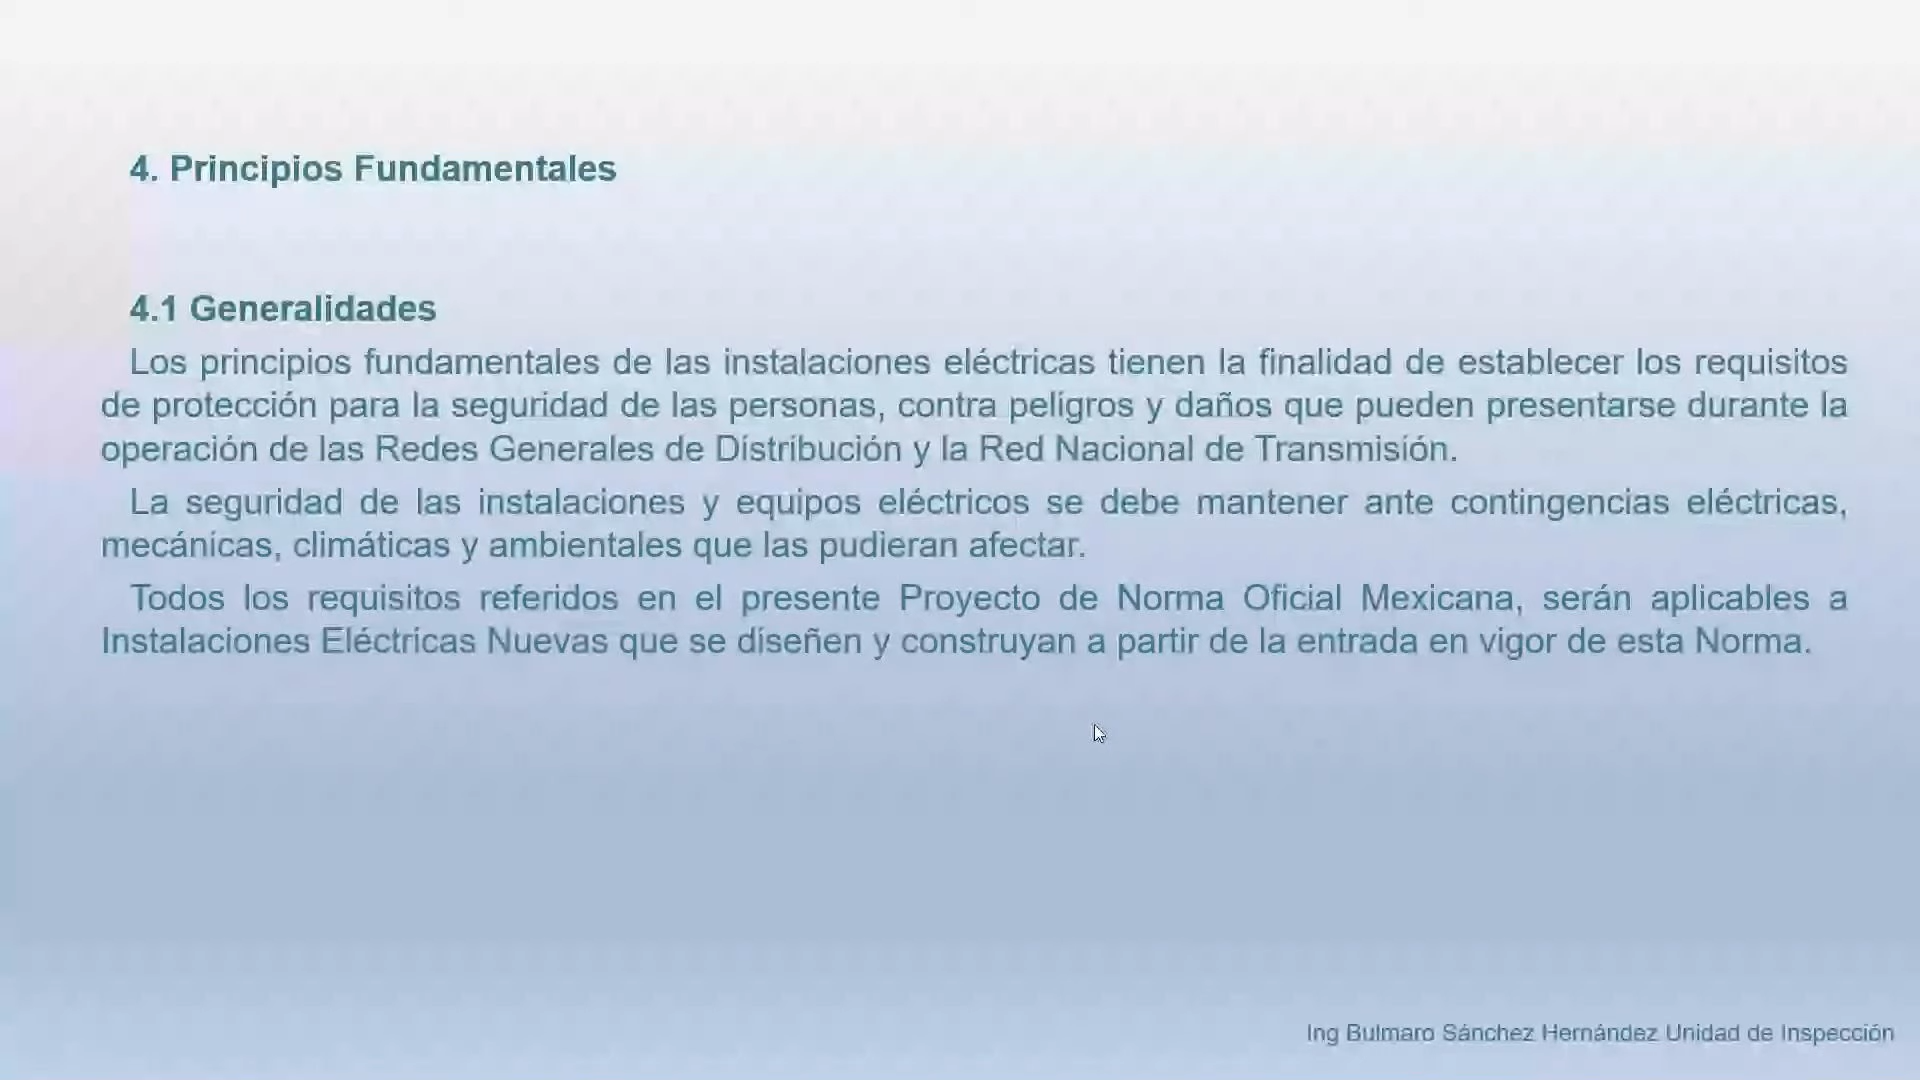 4. Principios Fundamentales
4.1 Generalidades
Los principios fundamentales de las instalaciones eléctricas tienen la finalidad de establecer los requisitos
de protección para la seguridad de las personas, contra peligros y daños que pueden presentarse durante la
operación de las Redes Generales de Distribución y la Red Nacional de Transmisión.
La seguridad de las instalaciones y equipos eléctricos se debe mantener ante contingencias eléctricas,
mecánicas, climáticas y ambientales que las pudieran afectar.
Todos los requisitos referidos en el presente Proyecto de Norma Oficial Mexicana, serán aplicables a
Instalaciones Eléctricas Nuevas que se diseñen y construyan a partir de la entrada en vigor de esta Norma.
Ing Bulmaro Sánchez Hernández Unidad de Inspección